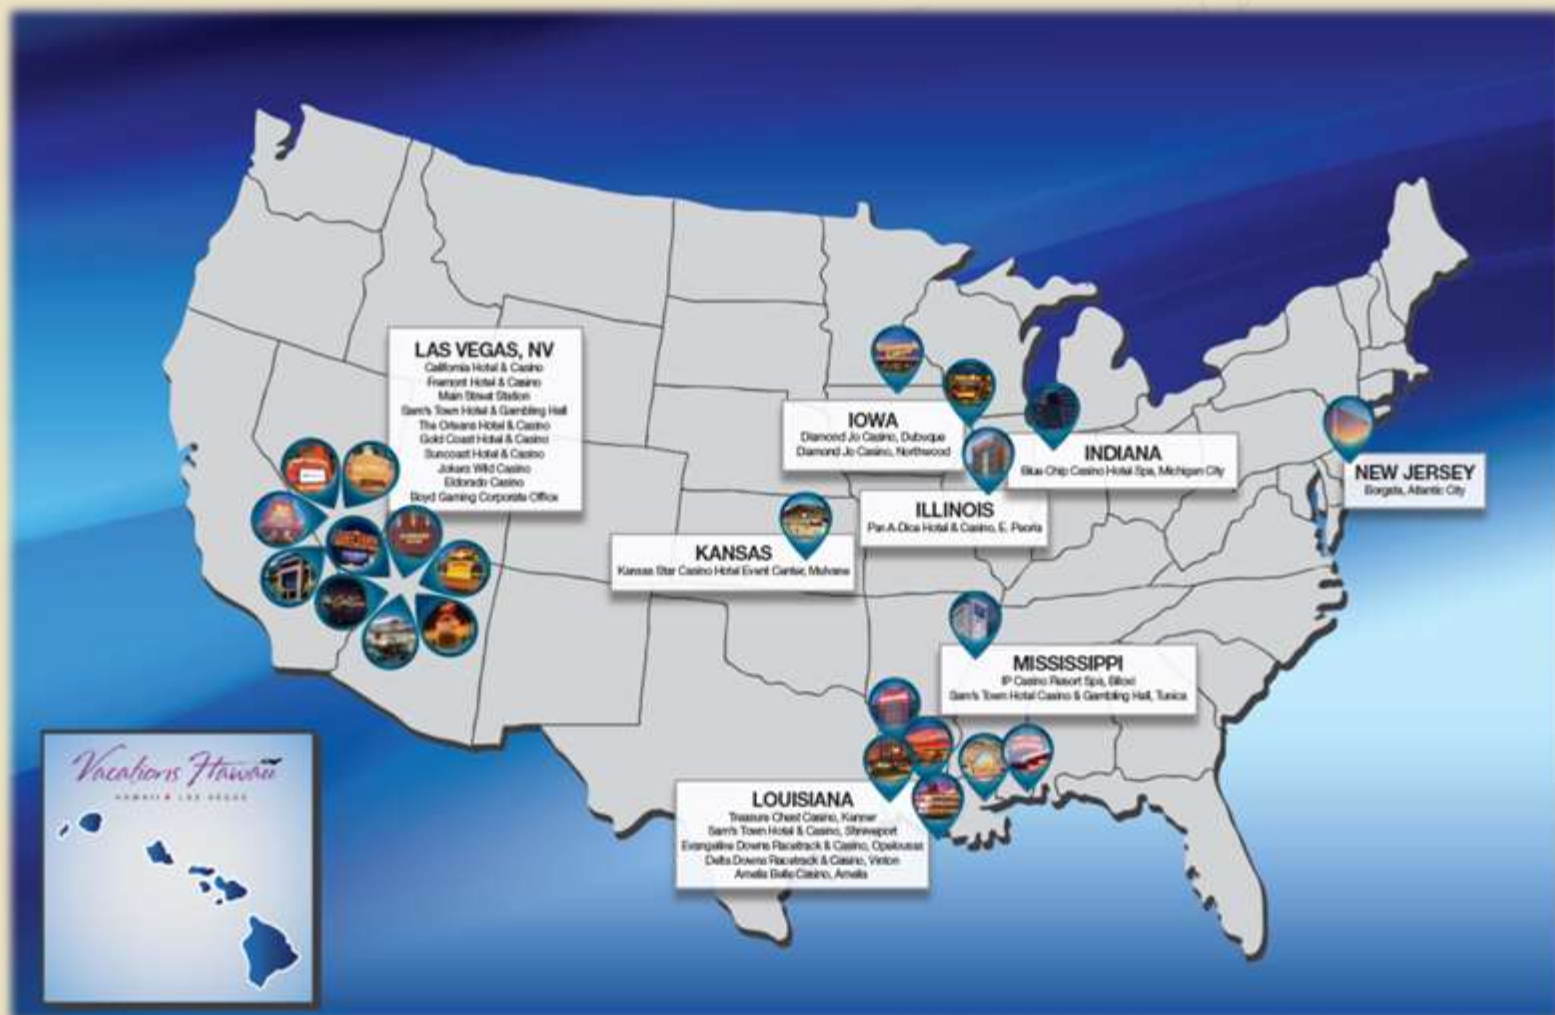 LAS VEGAS, NV
California Hotel & Casino
Fremont Hotel & Casino
Main Street Station
Sam's Town Hotel & Gambling Hall
The Orleans Hotel & Casino
Gold Coast Hotel & Casino
Suncoast Hotel & Casino
Jokers Wild Casino
Eldorado Casino
Boyd Gaming Corporate Office
IOWA
Diamond Jo Casino, Dubuque
Diamond Jo Casino, Northwood
INDIANA
Blue Chip Casino Hotel Spa, Michigan City
NEW JERSEY
Borgata, Atlantic City
ILLINOIS
Par-A-Dice Hotel & Casino, E. Peoria
KANSAS
Kansas Star Casino Hotel Event Center, Mulvane
MISSISSIPPI
IP Casino Resort Spa, Biloxi
Sam's Town Hotel Casino & Gambling Hall, Tunica
LOUISIANA
Treasure Chest Casino, Kenner
Sam's Town Hotel & Casino, Shreveport
Evangeline Downs Racetrack & Casino, Opelousas
Delta Downs Racetrack & Casino, Vinton
Amelia Belle Casino, Amelia
Vacations Hawaii
HAWAII LAS VEGAS